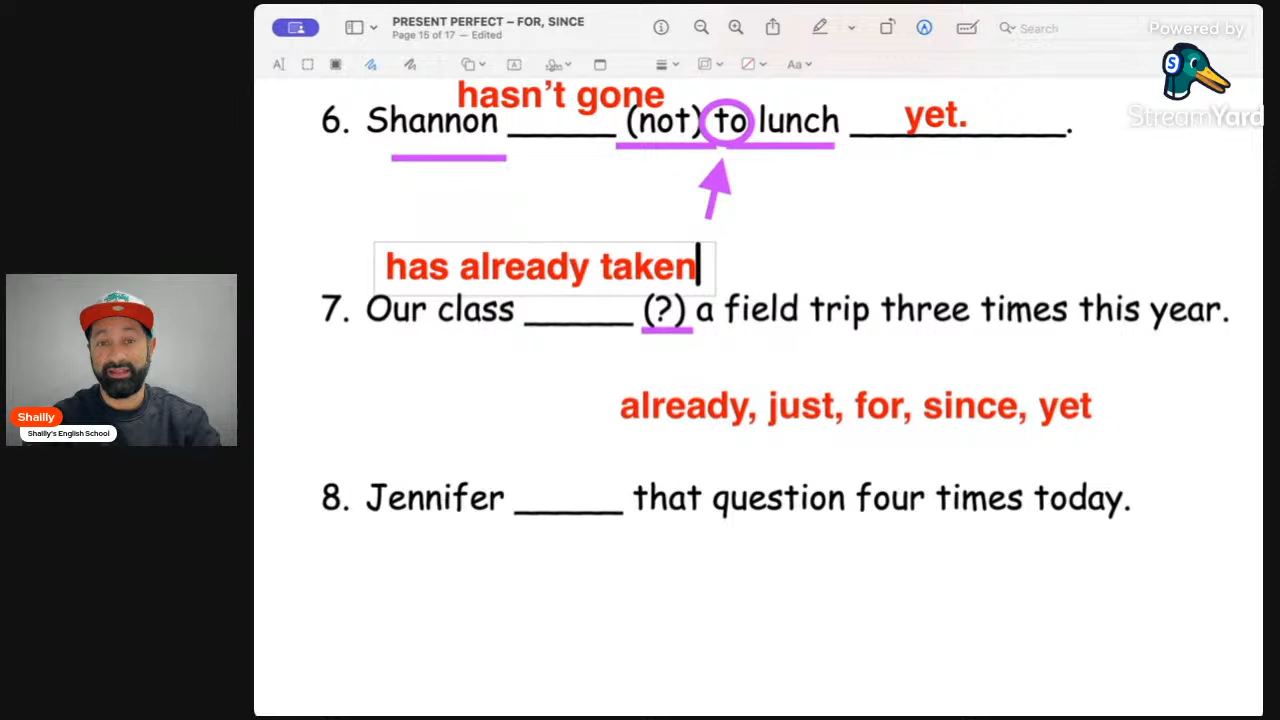 PRESENT PERFECT – FOR, SINCE
Page 15 of 17 – Edited
Search
Powered by
StreamYard
hasn't gone
6. Shannon ______ (not) to lunch ____________.
yet.
has already taken
7. Our class ______ (?) a field trip three times this year.
already, just, for, since, yet
8. Jennifer ______ that question four times today.
Shailly
Shailly's English School